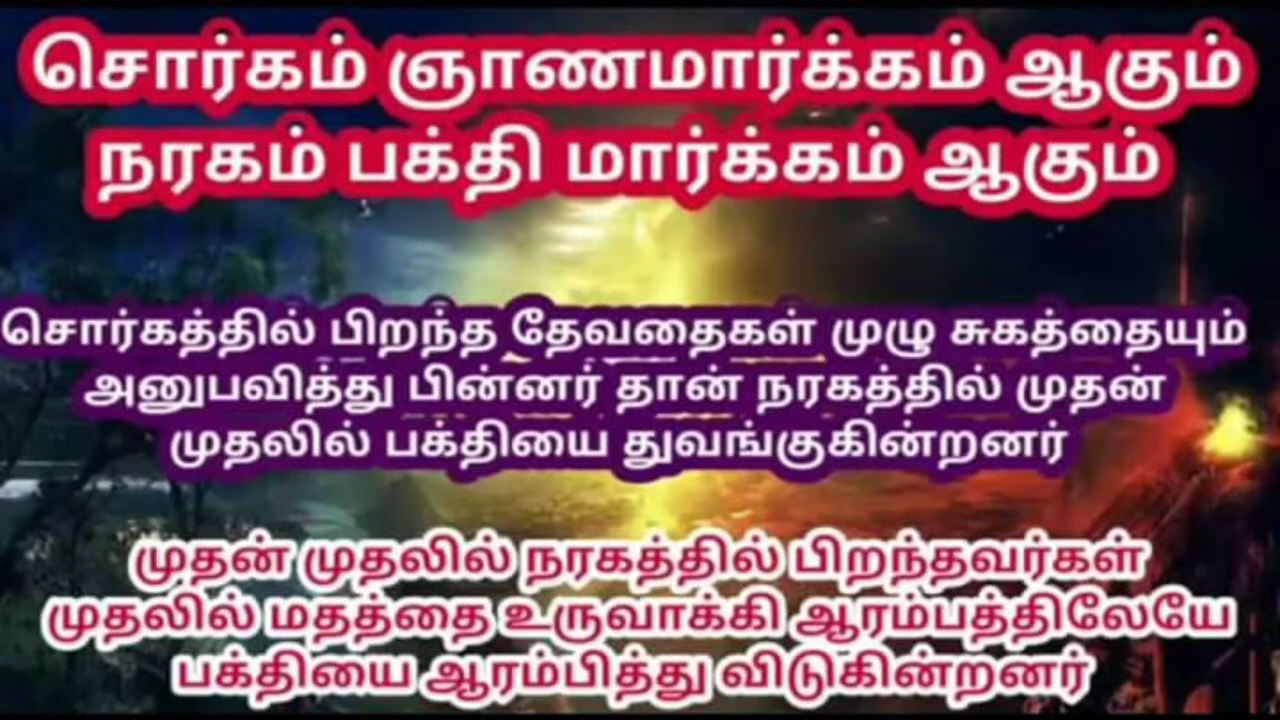 சொர்கம் ஞாணமார்க்கம் ஆகும்
நரகம் பக்தி மார்க்கம் ஆகும்
சொர்கத்தில் பிறந்த தேவதைகள் முழு சுகத்தையும்
அனுபவித்து பின்னர் தான் நரகத்தில் முதன்
முதலில் பக்தியை துவங்குகின்றனர்
முதன் முதலில் நரகத்தில் பிறந்தவர்கள்
முதலில் மதத்தை உருவாக்கி ஆரம்பத்திலேயே
பக்தியை ஆரம்பித்து விடுகின்றனர்